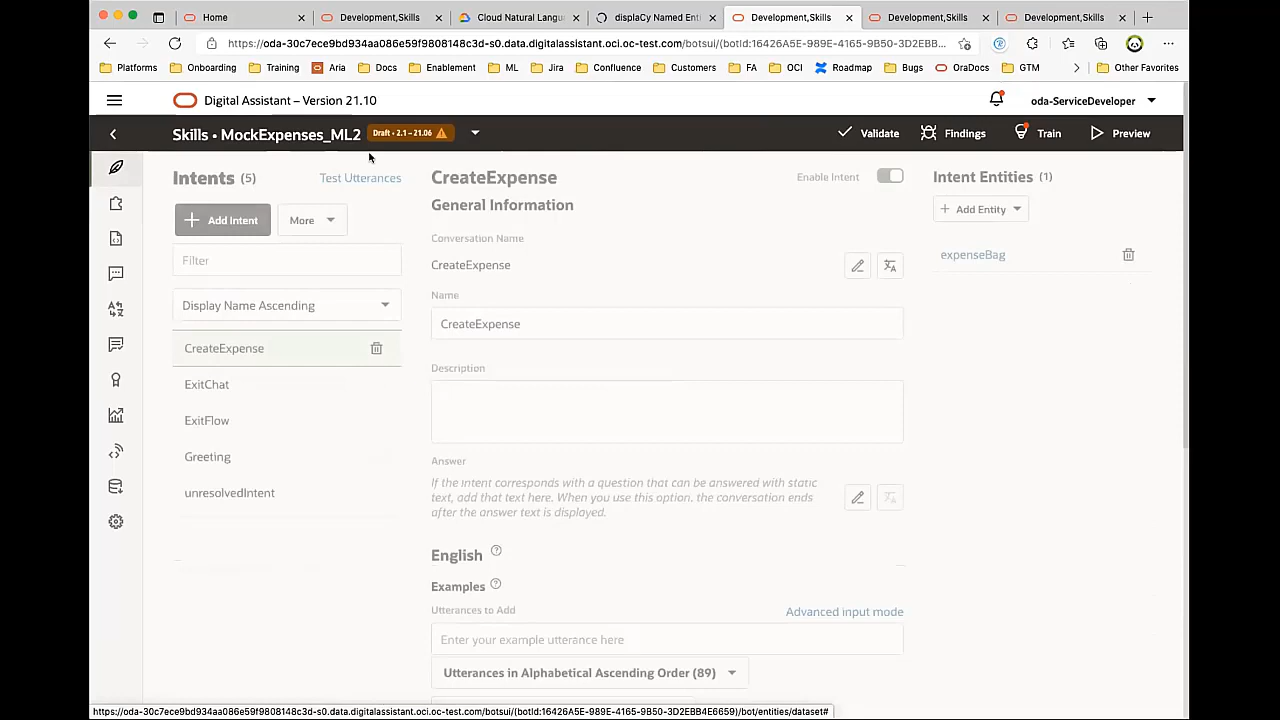 Home
Development,Skills
Cloud Natural Langu
displaCy Named Enti
Development,Skills
Development,Skills
Development,Skills
https://oda-30c7ece9bd934aa086e59f9808148c3d-s0.data.digitalassistant.oci.oc-test.com/botsui/(botId:16426A5E-989E-4165-9B50-3D2EBB...
Platforms
Onboarding
Training
Aria
Docs
Enablement
ML
Jira
Confluence
Customers
FA
OCI
Roadmap
Bugs
OraDocs
GTM
Other Favorites
Digital Assistant – Version 21.10
oda-ServiceDeveloper
Skills • MockExpenses_ML2
Draft • 2.1 – 21.06
Validate
Findings
Train
Preview
Intents (5)
Test Utterances
Add Intent
More
Filter
Display Name Ascending
CreateExpense
ExitChat
ExitFlow
Greeting
unresolvedIntent
CreateExpense
Enable Intent
General Information
Conversation Name
CreateExpense
Name
CreateExpense
Description
Answer
If the intent corresponds with a question that can be answered with static
text, add that text here. When you use this option, the conversation ends
after the answer text is displayed.
English
Examples
Utterances to Add
Advanced input mode
Enter your example utterance here
Utterances in Alphabetical Ascending Order (89)
Intent Entities (1)
Add Entity
expenseBag
https://oda-30c7ece9bd934aa086e59f9808148c3d-s0.data.digitalassistant.oci.oc-test.com/botsui/(botId:16426A5E-989E-4165-9B50-3D2EBB4E6659)/bot/entities/dataset#